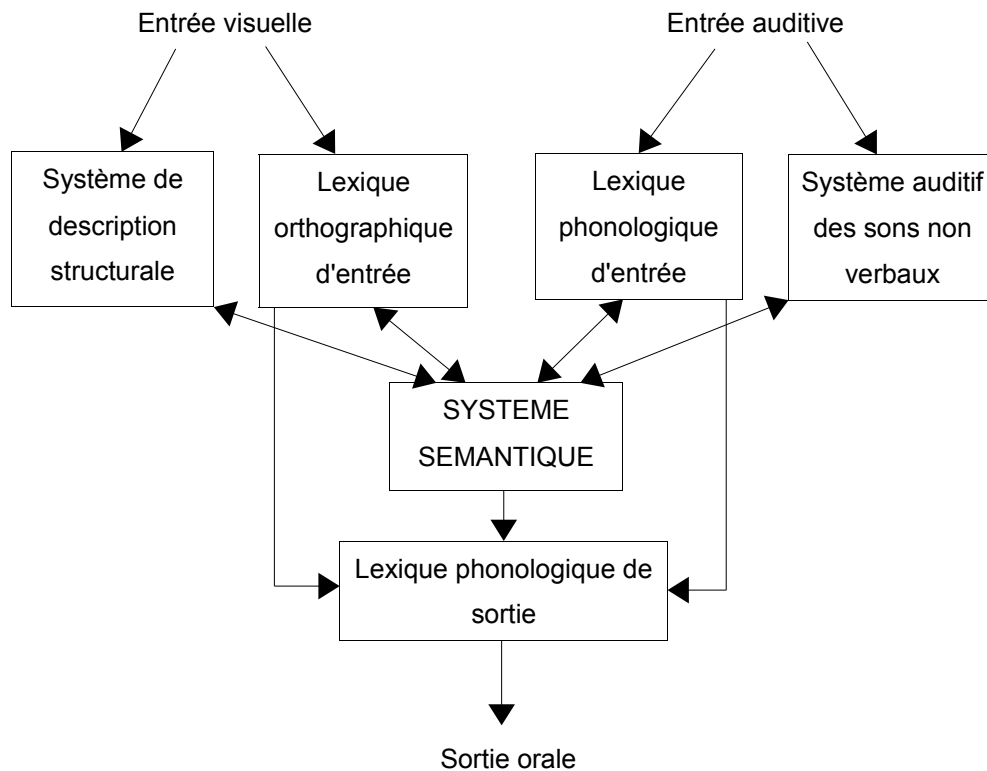 Entrée visuelle
Entrée auditive
Système de
description
structurale
Lexique
orthographique
d'entrée
Lexique
phonologique
d'entrée
Système auditif
des sons non
verbaux
SYSTEME
SEMANTIQUE
Lexique phonologique de
sortie
Sortie orale